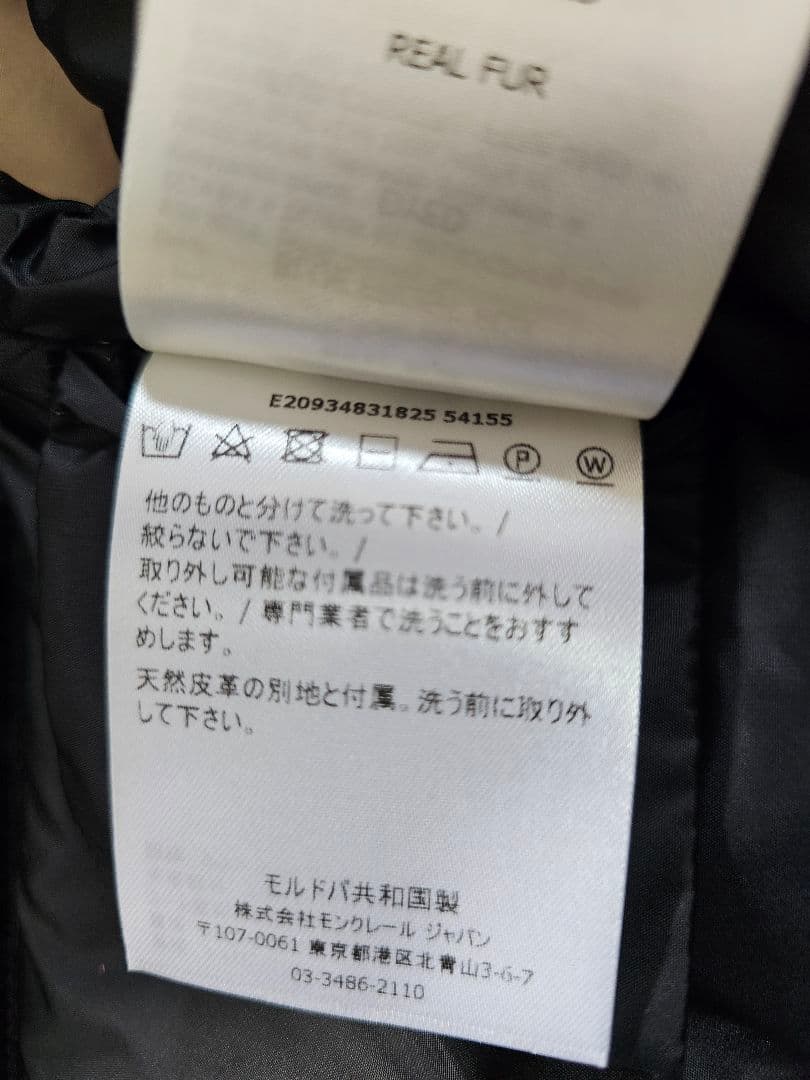 REAL FUR
E20934831825 54155
P
W
他のものと分けて洗って下さい。/
絞らないで下さい。/
取り外し可能な付属品は洗う前に外して
ください。/ 専門業者で洗うことをおすす
めします。
天然皮革の別地と付属。洗う前に取り外
して下さい。
モルドバ共和国製
株式会社モンクレール ジャパン
〒107-0061 東京都港区北青山3-6-7
03-3486-2110